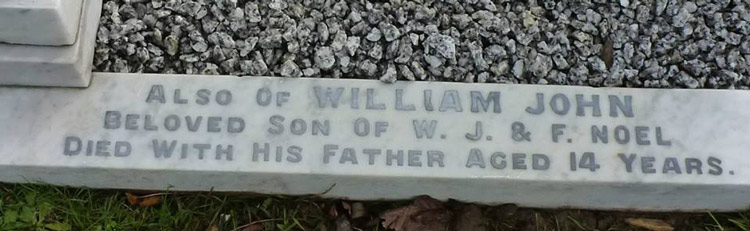 ALSO OF WILLIAM JOHN
BELOVED SON OF W. J. & F. NOEL
DIED WITH HIS FATHER AGED 14 YEARS.